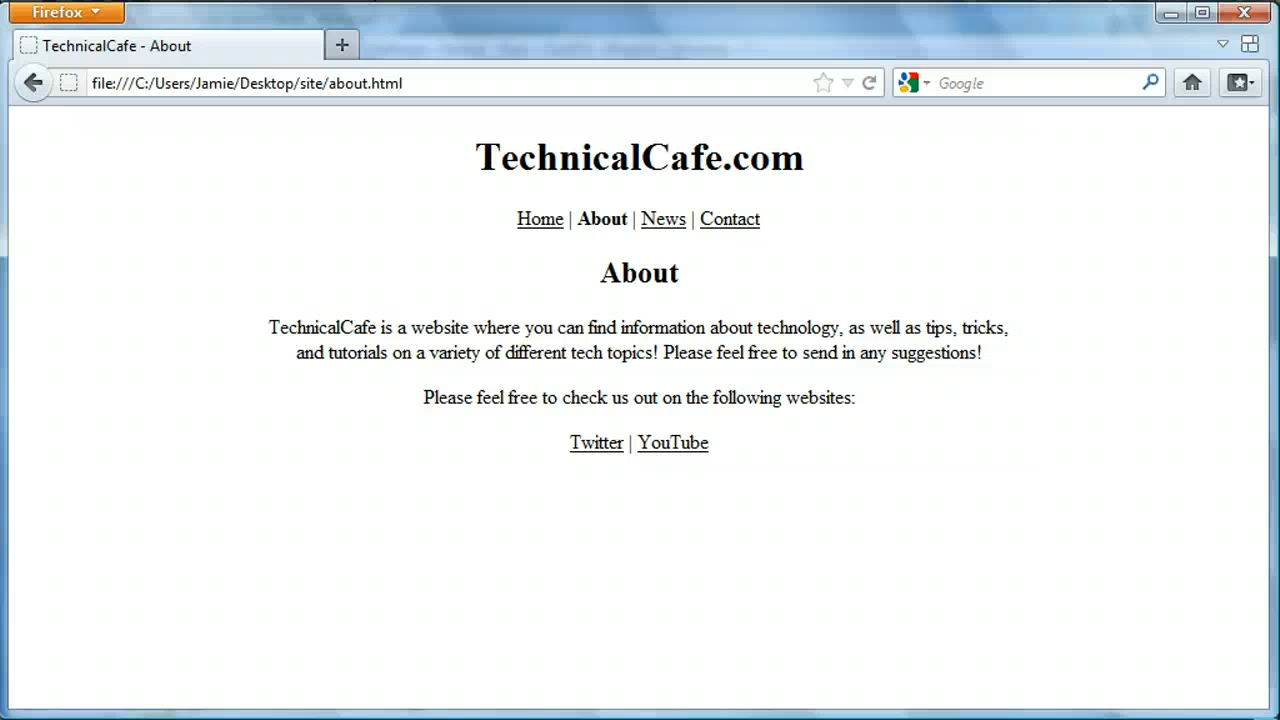 Firefox
TechnicalCafe - About
file:///C:/Users/Jamie/Desktop/site/about.html
Google
TechnicalCafe.com
Home | About | News | Contact
About
TechnicalCafe is a website where you can find information about technology, as well as tips, tricks,
and tutorials on a variety of different tech topics! Please feel free to send in any suggestions!
Please feel free to check us out on the following websites:
Twitter | YouTube